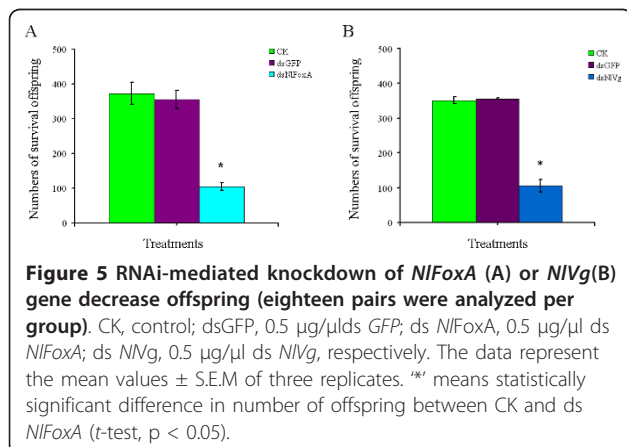 A
B
CK
dsGFP
dsNlFoxA
CK
dsGFP
dsNlVg
Numbers of survival offspring
500
400
300
200
100
0
*
Treatments
Numbers of survival offspring
500
400
300
200
100
0
*
Treatments
Figure 5 RNAi-mediated knockdown of NlFoxA (A) or NlVg(B)
gene decrease offspring (eighteen pairs were analyzed per
group). CK, control; dsGFP, 0.5 µg/µlds GFP; ds NlFoxA, 0.5 µg/µl ds
NlFoxA; ds NlVg, 0.5 µg/µl ds NlVg, respectively. The data represent
the mean values ± S.E.M of three replicates. ‘*’ means statistically
significant difference in number of offspring between CK and ds
NlFoxA (t-test, p < 0.05).